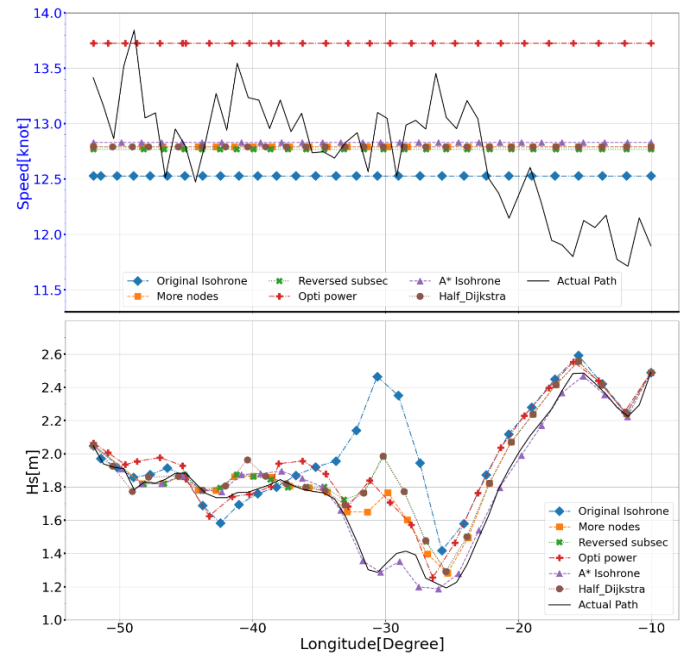 14.0
13.5
13.0
12.5
12.0
11.5
Speed[knot]
Original Isohrone
Reversed subsec
A* Isohrone
Actual Path
More nodes
Opti power
Half_Dijkstra
2.6
2.4
2.2
2.0
1.8
1.6
1.4
1.2
1.0
Hs[m]
Original Isohrone
More nodes
Reversed subsec
Opti power
A* Isohrone
Half_Dijkstra
Actual Path
−50
−40
−30
−20
−10
Longitude[Degree]